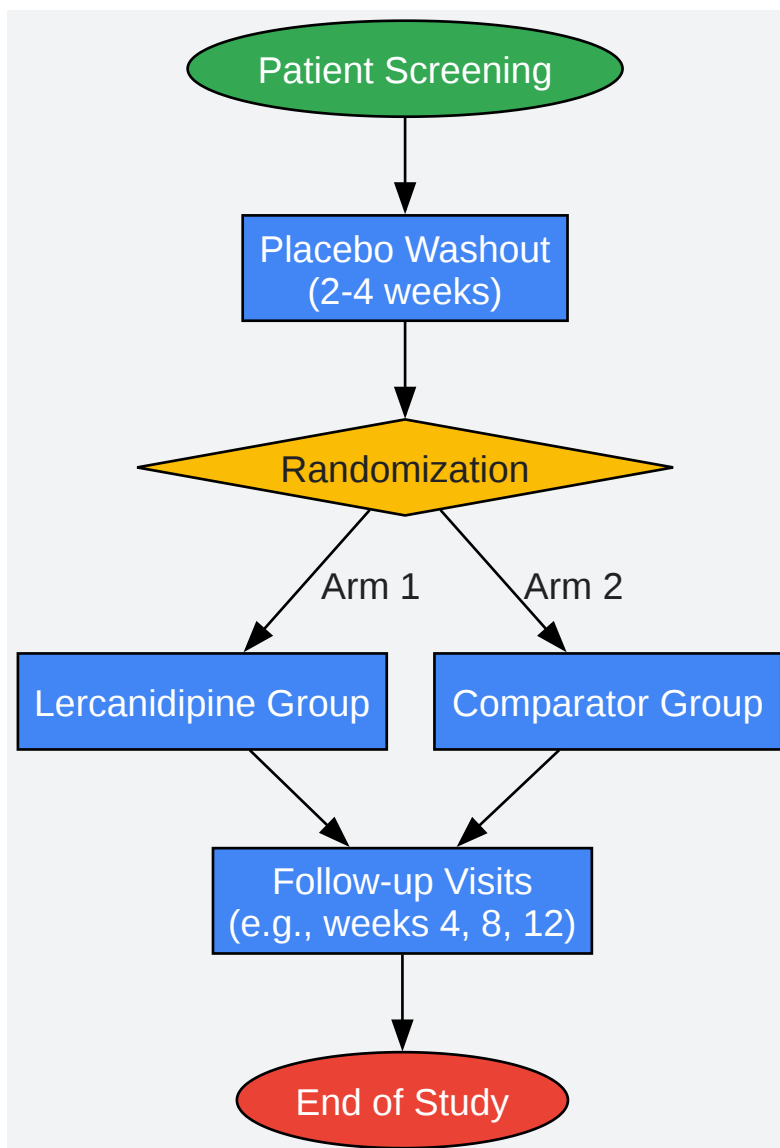 Patient Screening
Placebo Washout
(2-4 weeks)
Randomization
Arm 1
Arm 2
Lercanidipine Group
Comparator Group
Follow-up Visits
(e.g., weeks 4, 8, 12)
End of Study